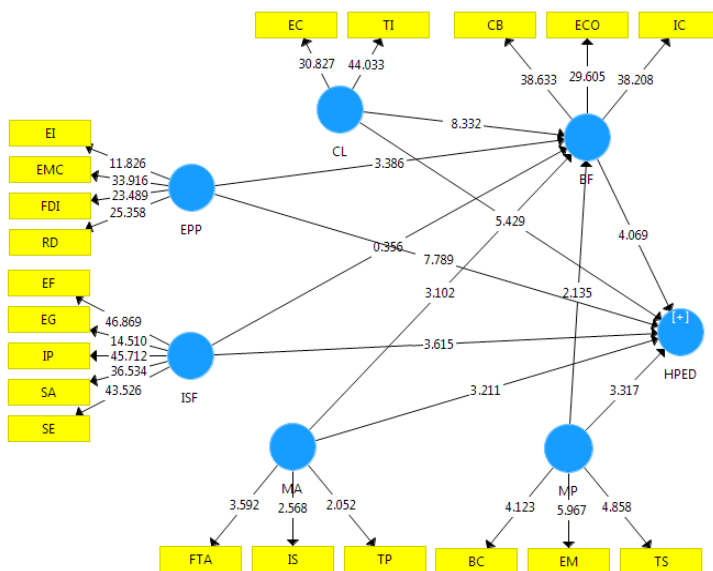 EC
TI
CB
ECO
IC
30.827
44.033
38.633
29.605
38.208
CL
8.332
BF
EI
EMC
FDI
RD
11.826
33.916
23.489
25.358
EPP
3.386
5.429
4.069
0.356
7.789
3.102
2.135
EF
EG
IP
SA
SE
46.869
14.510
45.712
36.534
43.526
ISF
3.615
[+]
HPED
3.211
3.317
MA
MP
3.592
2.568
2.052
4.123
5.967
4.858
FTA
IS
TP
BC
EM
TS